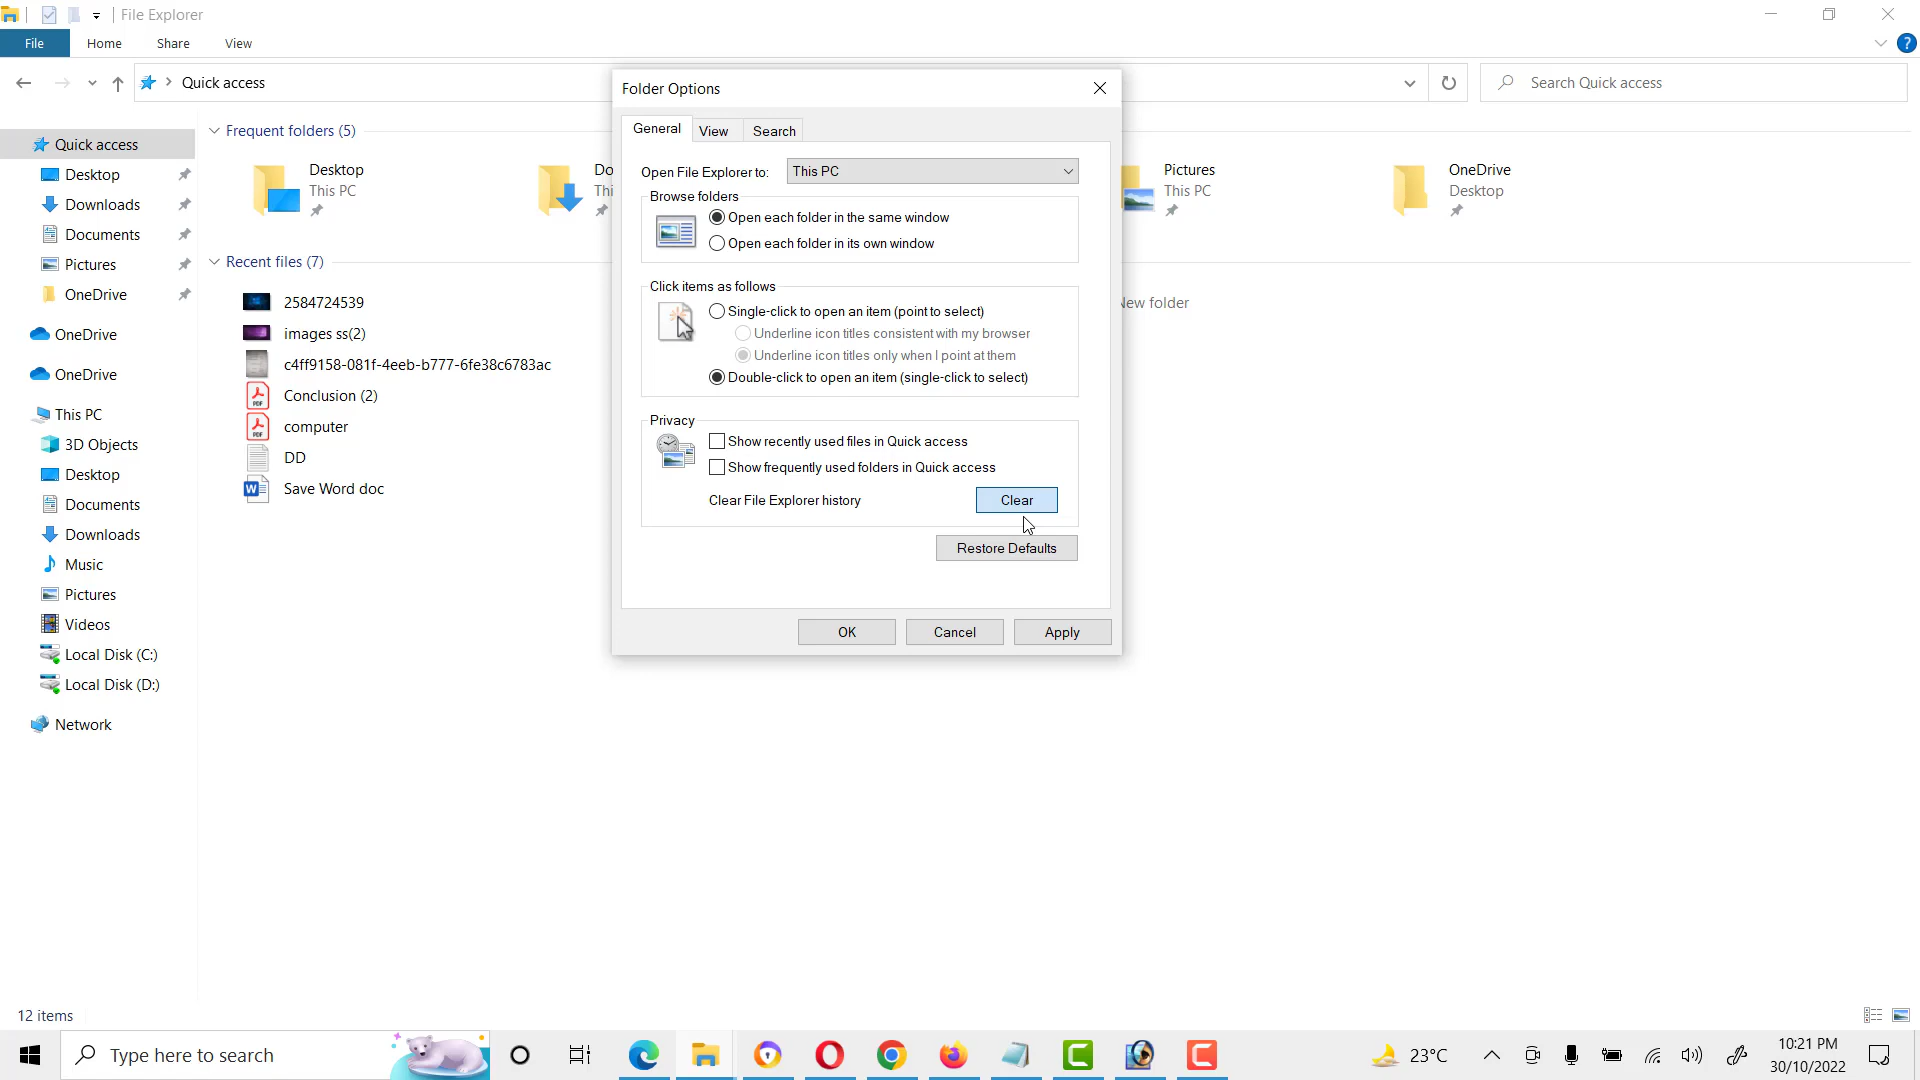 File Explorer
File
Home
Share
View
Quick access
Search Quick access
Quick access
Desktop
Downloads
Documents
Pictures
OneDrive
OneDrive
OneDrive
This PC
3D Objects
Desktop
Documents
Downloads
Music
Pictures
Videos
Local Disk (C:)
Local Disk (D:)
Network
Frequent folders (5)
Desktop
This PC
Do
Thi
Pictures
This PC
OneDrive
Desktop
Recent files (7)
2584724539
images ss(2)
c4ff9158-081f-4eeb-b777-6fe38c6783ac
Conclusion (2)
computer
DD
Save Word doc
New folder
Folder Options
General
View
Search
Open File Explorer to:
This PC
Browse folders
Open each folder in the same window
Open each folder in its own window
Click items as follows
Single-click to open an item (point to select)
Underline icon titles consistent with my browser
Underline icon titles only when I point at them
Double-click to open an item (single-click to select)
Privacy
Show recently used files in Quick access
Show frequently used folders in Quick access
Clear File Explorer history
Clear
Restore Defaults
OK
Cancel
Apply
12 items
Type here to search
23°C
10:21 PM
30/10/2022